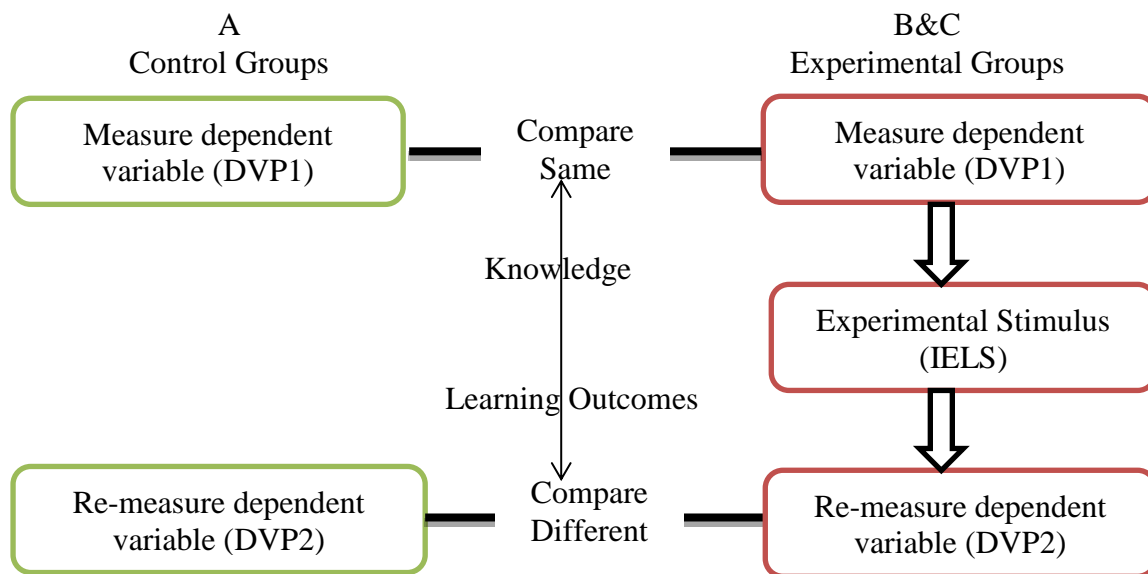 A
Control Groups
B&C
Experimental Groups
Measure dependent
variable (DVP1)
Compare
Same
Measure dependent
variable (DVP1)
Knowledge
Experimental Stimulus
(IELS)
Learning Outcomes
Re-measure dependent
variable (DVP2)
Compare
Different
Re-measure dependent
variable (DVP2)